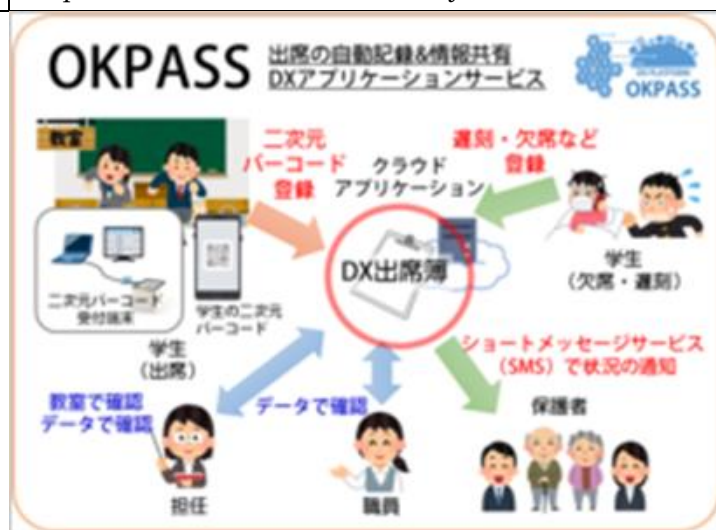 OKPASS
出席の自動記録&情報共有
DXアプリケーションサービス
OKPASS
教室
二次元
バーコード
登録
クラウド
アプリケーション
遅刻・欠席など
登録
DX出席簿
二次元バーコード
受付端末
学生の二次元
バーコード
学生
(出席)
学生
(欠席・遅刻)
ショートメッセージサービス
(SMS)で状況の通知
教室で確認
データで確認
データで確認
保護者
担任
職員